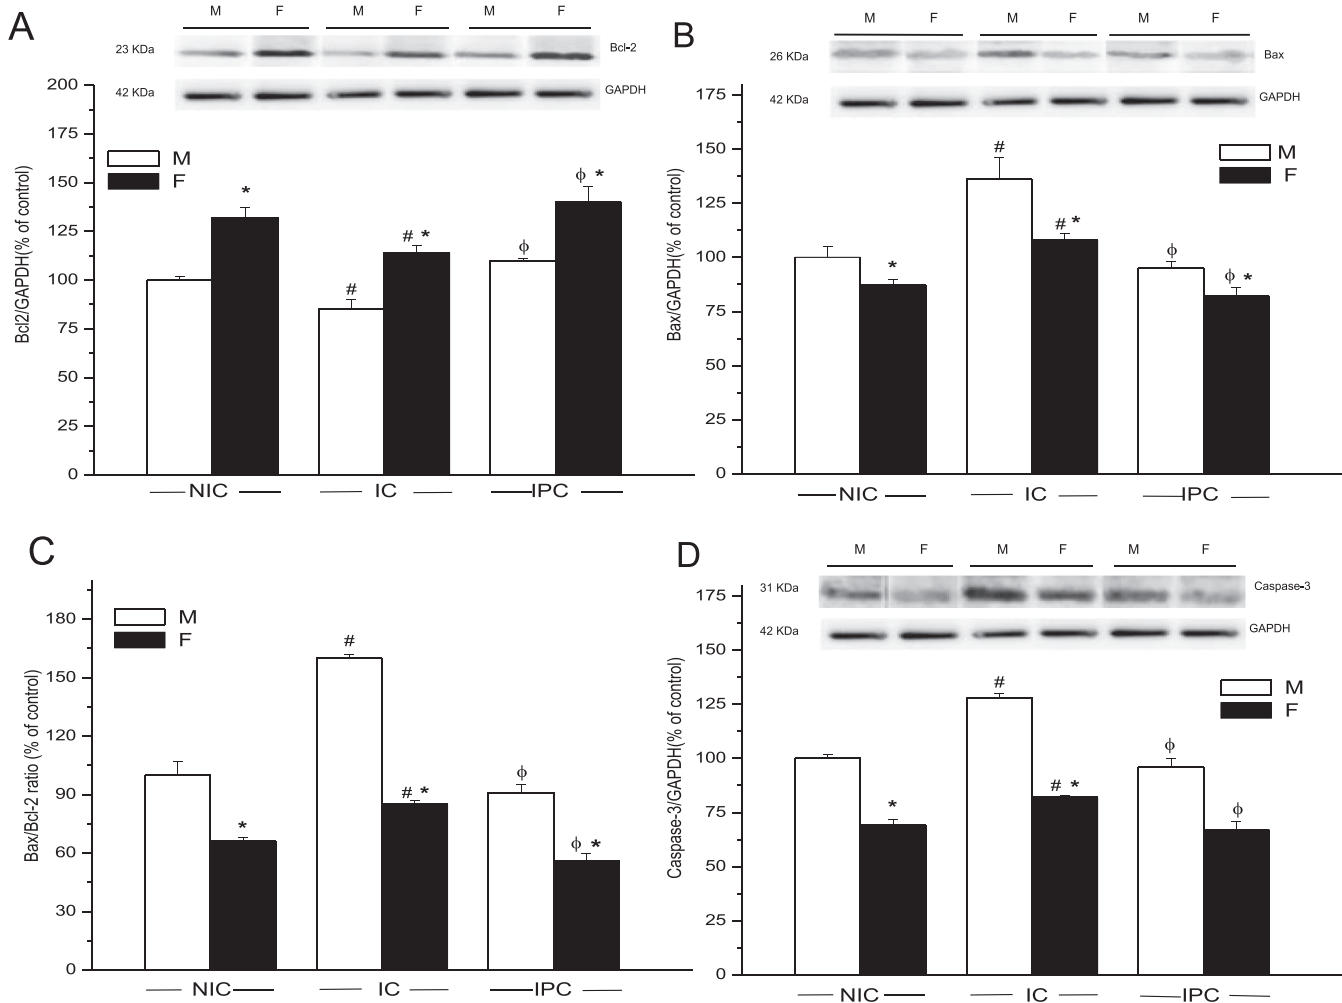 A
M F M F M F
23 KDa Bcl-2
42 KDa GAPDH
Bcl2/GAPDH(% of control)
200
175
150
125
100
75
50
25
0
M
F
*
#
# *
ϕ
ϕ *
NIC IC IPC
B
M F M F M F
26 KDa Bax
42 KDa GAPDH
Bax/GAPDH(% of control)
175
150
125
100
75
50
25
0
M
F
*
#
# *
ϕ
ϕ *
NIC IC IPC
C
Bax/Bcl-2 ratio (% of control)
180
150
120
90
60
30
0
M
F
*
#
# *
ϕ
ϕ *
NIC IC IPC
D
M F M F M F
31 KDa Caspase-3
42 KDa GAPDH
Caspase-3/GAPDH(% of control)
175
150
125
100
75
50
25
0
M
F
*
#
# *
ϕ
ϕ
NIC IC IPC